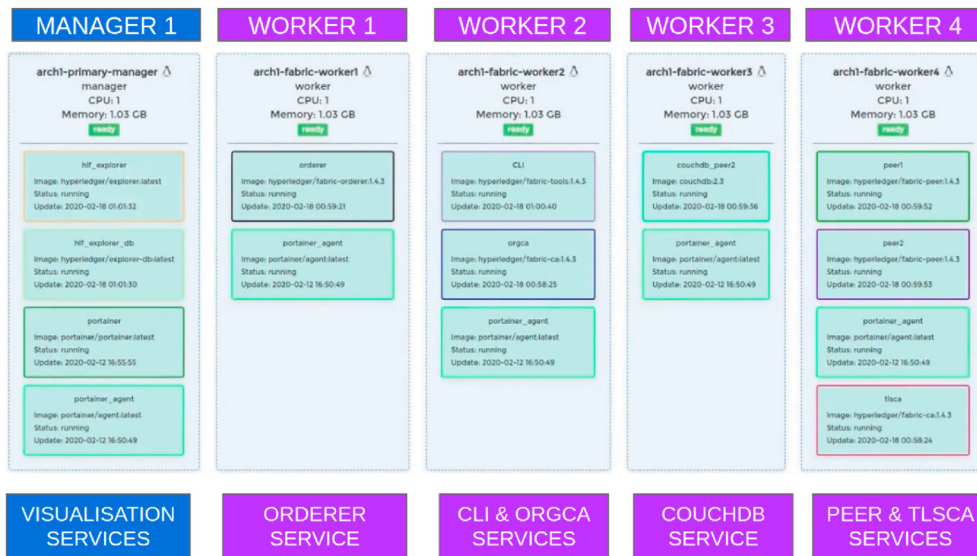 MANAGER 1
arch1-primary-manager
manager
CPU: 1
Memory: 1.03 GB
ready
hlf_explorer
Image: hyperledger/explorer:latest
Status: running
Update: 2020-02-18 01:01:32
hlf_explorer_db
Image: hyperledger/explorer-db:latest
Status: running
Update: 2020-02-18 01:01:30
portainer
Image: portainer/portainer:latest
Status: running
Update: 2020-02-12 16:55:55
portainer_agent
Image: portainer/agent:latest
Status: running
Update: 2020-02-12 16:50:49
VISUALISATION
SERVICES
WORKER 1
arch1-fabric-worker1
worker
CPU: 1
Memory: 1.03 GB
ready
orderer
Image: hyperledger/fabric-orderer:1.4.3
Status: running
Update: 2020-02-18 00:59:21
portainer_agent
Image: portainer/agent:latest
Status: running
Update: 2020-02-12 16:50:49
ORDERER
SERVICE
WORKER 2
arch1-fabric-worker2
worker
CPU: 1
Memory: 1.03 GB
ready
CLI
Image: hyperledger/fabric-tools:1.4.3
Status: running
Update: 2020-02-18 01:00:40
orgca
Image: hyperledger/fabric-ca:1.4.3
Status: running
Update: 2020-02-18 00:58:25
portainer_agent
Image: portainer/agent:latest
Status: running
Update: 2020-02-12 16:50:49
CLI & ORGCA
SERVICES
WORKER 3
arch1-fabric-worker3
worker
CPU: 1
Memory: 1.03 GB
ready
couchdb_peer2
Image: couchdb:2.3
Status: running
Update: 2020-02-18 00:59:36
portainer_agent
Image: portainer/agent:latest
Status: running
Update: 2020-02-12 16:50:49
COUCHDB
SERVICE
WORKER 4
arch1-fabric-worker4
worker
CPU: 1
Memory: 1.03 GB
ready
peer1
Image: hyperledger/fabric-peer:1.4.3
Status: running
Update: 2020-02-18 00:59:52
peer2
Image: hyperledger/fabric-peer:1.4.3
Status: running
Update: 2020-02-18 00:59:53
portainer_agent
Image: portainer/agent:latest
Status: running
Update: 2020-02-12 16:50:49
tlsca
Image: hyperledger/fabric-ca:1.4.3
Status: running
Update: 2020-02-18 00:58:24
PEER & TLSCA
SERVICES